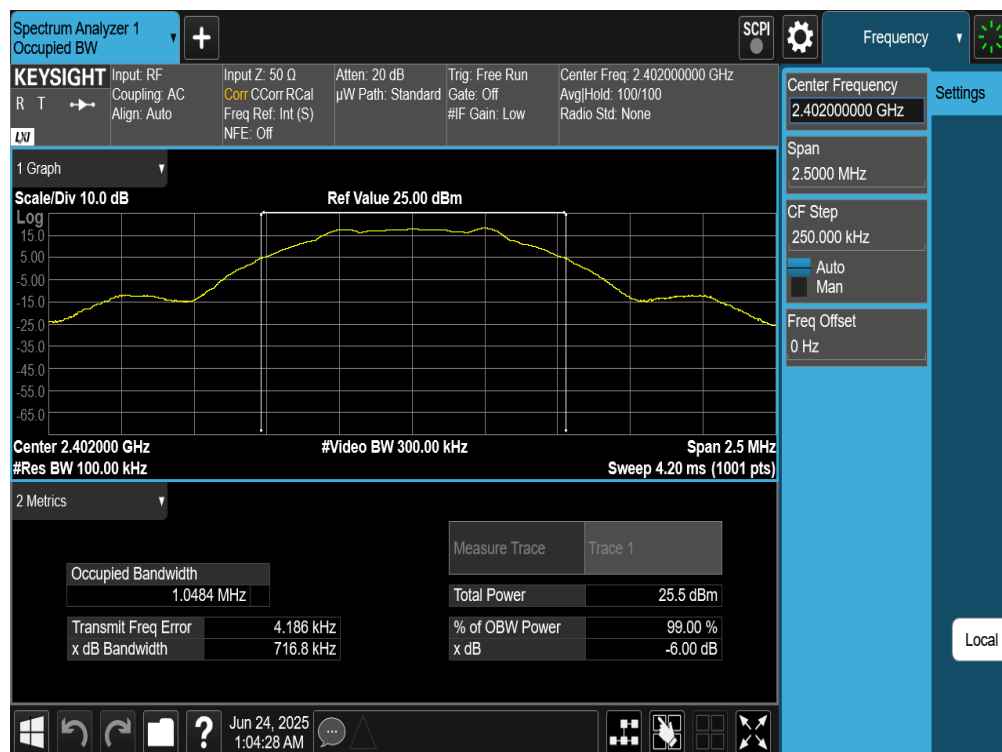 Spectrum Analyzer 1
Occupied BW
▼
+
SCPI
Frequency
▼
KEYSIGHT
R T
LXI
Input: RF
Coupling: AC
Align: Auto
Input Z: 50 Ω
Corr CCorr RCal
Freq Ref: Int (S)
NFE: Off
Atten: 20 dB
µW Path: Standard
Trig: Free Run
Gate: Off
#IF Gain: Low
Center Freq: 2.402000000 GHz
Avg|Hold: 100/100
Radio Std: None
Center Frequency
2.402000000 GHz
Settings
Span
2.5000 MHz
CF Step
250.000 kHz
Auto
Man
Freq Offset
0 Hz
Local
1 Graph
▼
Scale/Div 10.0 dB
Ref Value 25.00 dBm
Log
15.0
5.00
-5.00
-15.0
-25.0
-35.0
-45.0
-55.0
-65.0
Center 2.402000 GHz
#Video BW 300.00 kHz
Span 2.5 MHz
#Res BW 100.00 kHz
Sweep 4.20 ms (1001 pts)
2 Metrics
▼
Measure Trace
Trace 1
Occupied Bandwidth
1.0484 MHz
Total Power
25.5 dBm
Transmit Freq Error
4.186 kHz
% of OBW Power
99.00 %
x dB Bandwidth
716.8 kHz
x dB
-6.00 dB
?
Jun 24, 2025
1:04:28 AM